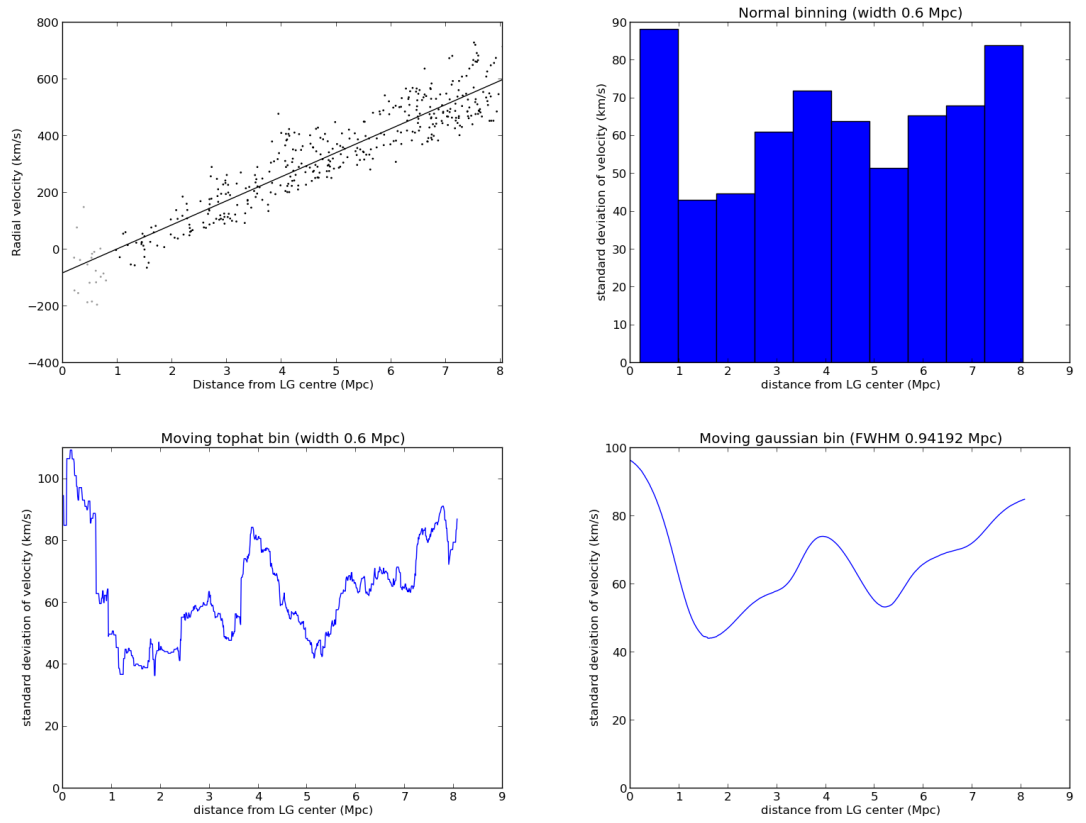 800
600
400
200
0
−200
−400
0 1 2 3 4 5 6 7 8
Radial velocity (km/s)
Distance from LG centre (Mpc)
Normal binning (width 0.6 Mpc)
90
80
70
60
50
40
30
20
10
0
0 1 2 3 4 5 6 7 8 9
standard deviation of velocity (km/s)
distance from LG center (Mpc)
Moving tophat bin (width 0.6 Mpc)
100
80
60
40
20
0
0 1 2 3 4 5 6 7 8 9
standard deviation of velocity (km/s)
distance from LG center (Mpc)
Moving gaussian bin (FWHM 0.94192 Mpc)
100
80
60
40
20
0
0 1 2 3 4 5 6 7 8 9
standard deviation of velocity (km/s)
distance from LG center (Mpc)